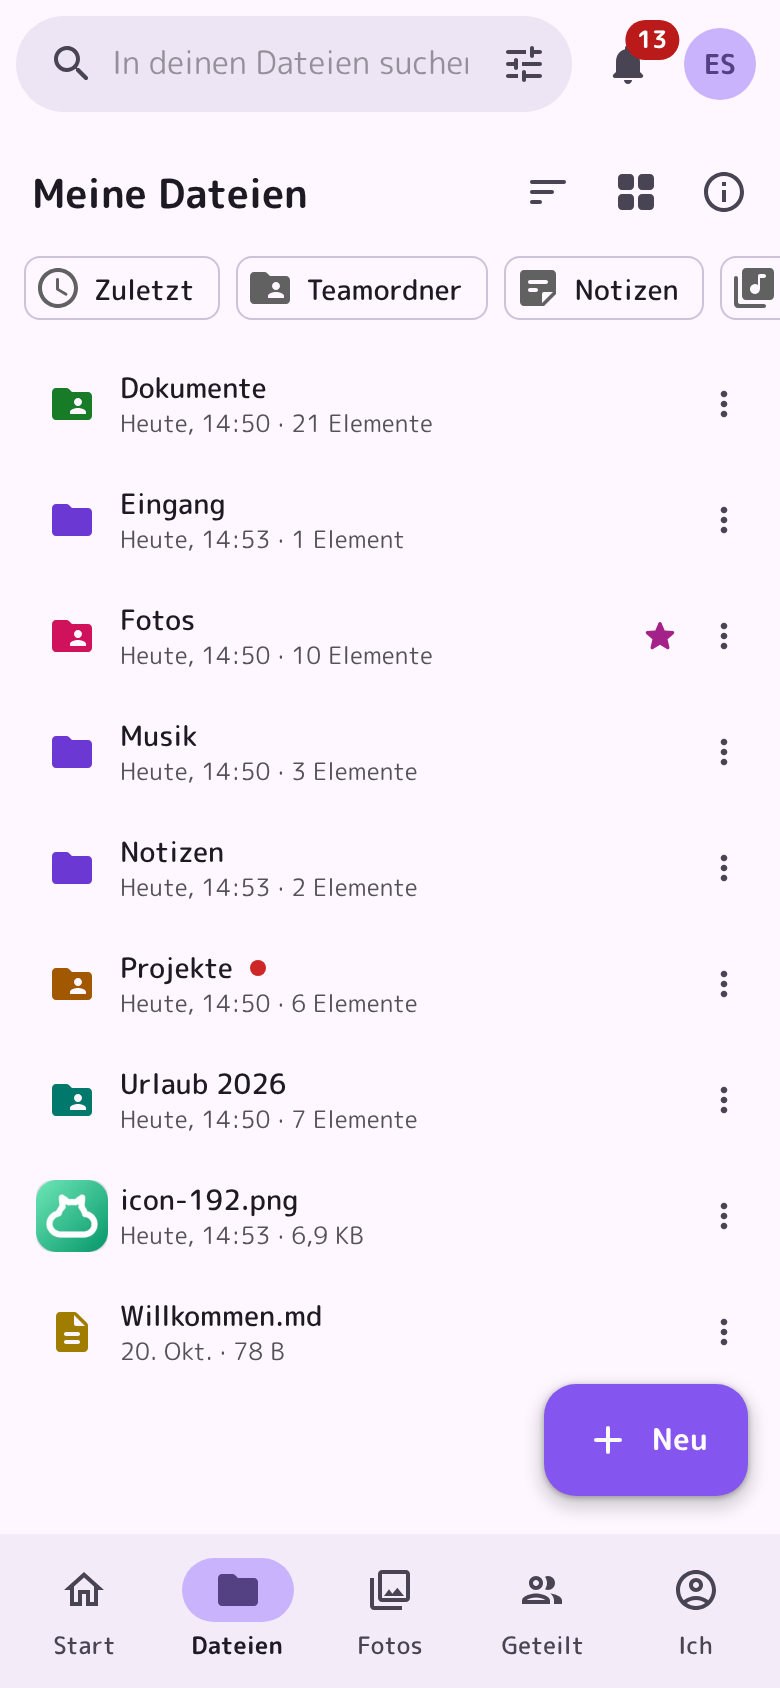 In deinen Dateien suchen
13
ES
Meine Dateien
Zuletzt
Teamordner
Notizen
Dokumente
Heute, 14:50 · 21 Elemente
Eingang
Heute, 14:53 · 1 Element
Fotos
Heute, 14:50 · 10 Elemente
Musik
Heute, 14:50 · 3 Elemente
Notizen
Heute, 14:53 · 2 Elemente
Projekte
Heute, 14:50 · 6 Elemente
Urlaub 2026
Heute, 14:50 · 7 Elemente
icon-192.png
Heute, 14:53 · 6,9 KB
Willkommen.md
20. Okt. · 78 B
Neu
Start
Dateien
Fotos
Geteilt
Ich